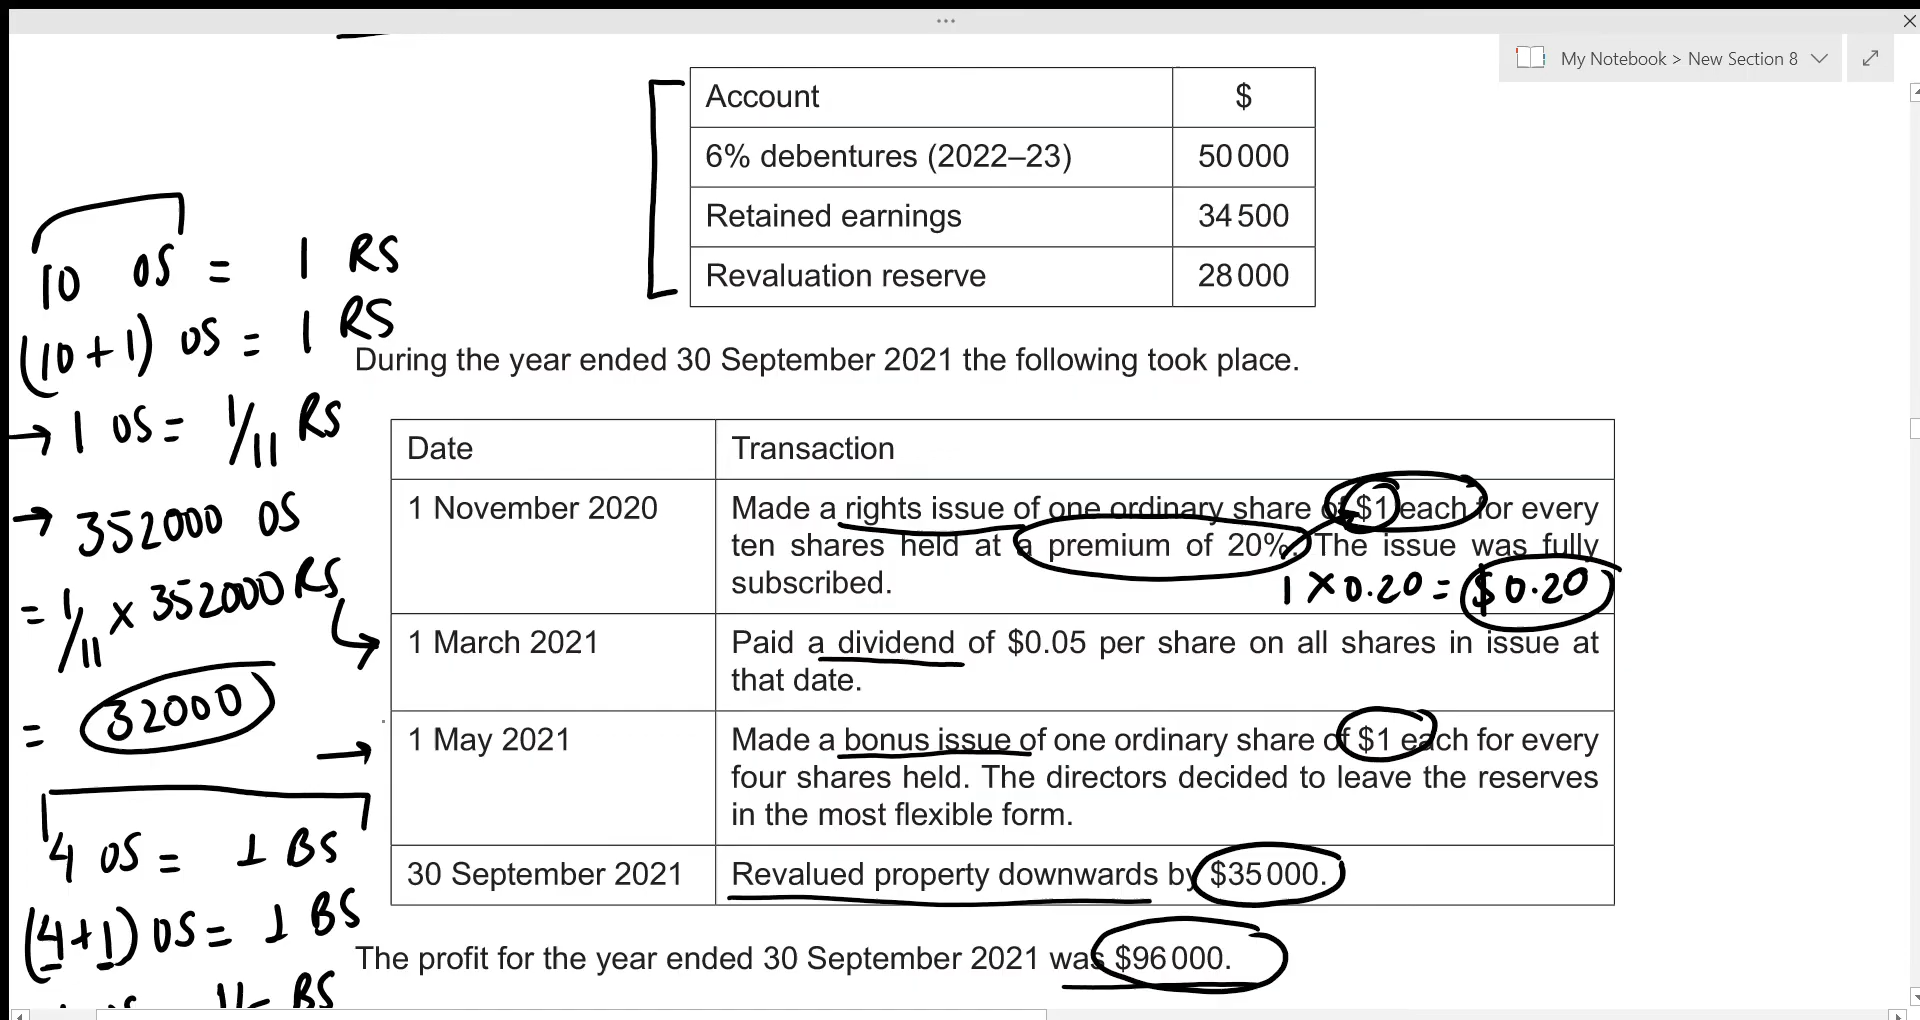 My Notebook > New Section 8
Account $
6% debentures (2022–23) 50 000
Retained earnings 34 500
Revaluation reserve 28 000
10 OS = 1 RS
(10+1) OS = 1 RS
→ 1 OS = 1/11 RS
→ 352000 OS
= 1/11 × 352000 RS
= 32000
4 OS = 1 BS
(4+1) OS = 1 BS
BS
During the year ended 30 September 2021 the following took place.
Date Transaction
1 November 2020 Made a rights issue of one ordinary share of $1 each for every
ten shares held at a premium of 20%. The issue was fully
subscribed.
1 × 0.20 = $0.20
1 March 2021 Paid a dividend of $0.05 per share on all shares in issue at
that date.
1 May 2021 Made a bonus issue of one ordinary share of $1 each for every
four shares held. The directors decided to leave the reserves
in the most flexible form.
30 September 2021 Revalued property downwards by $35 000.
The profit for the year ended 30 September 2021 was $96 000.